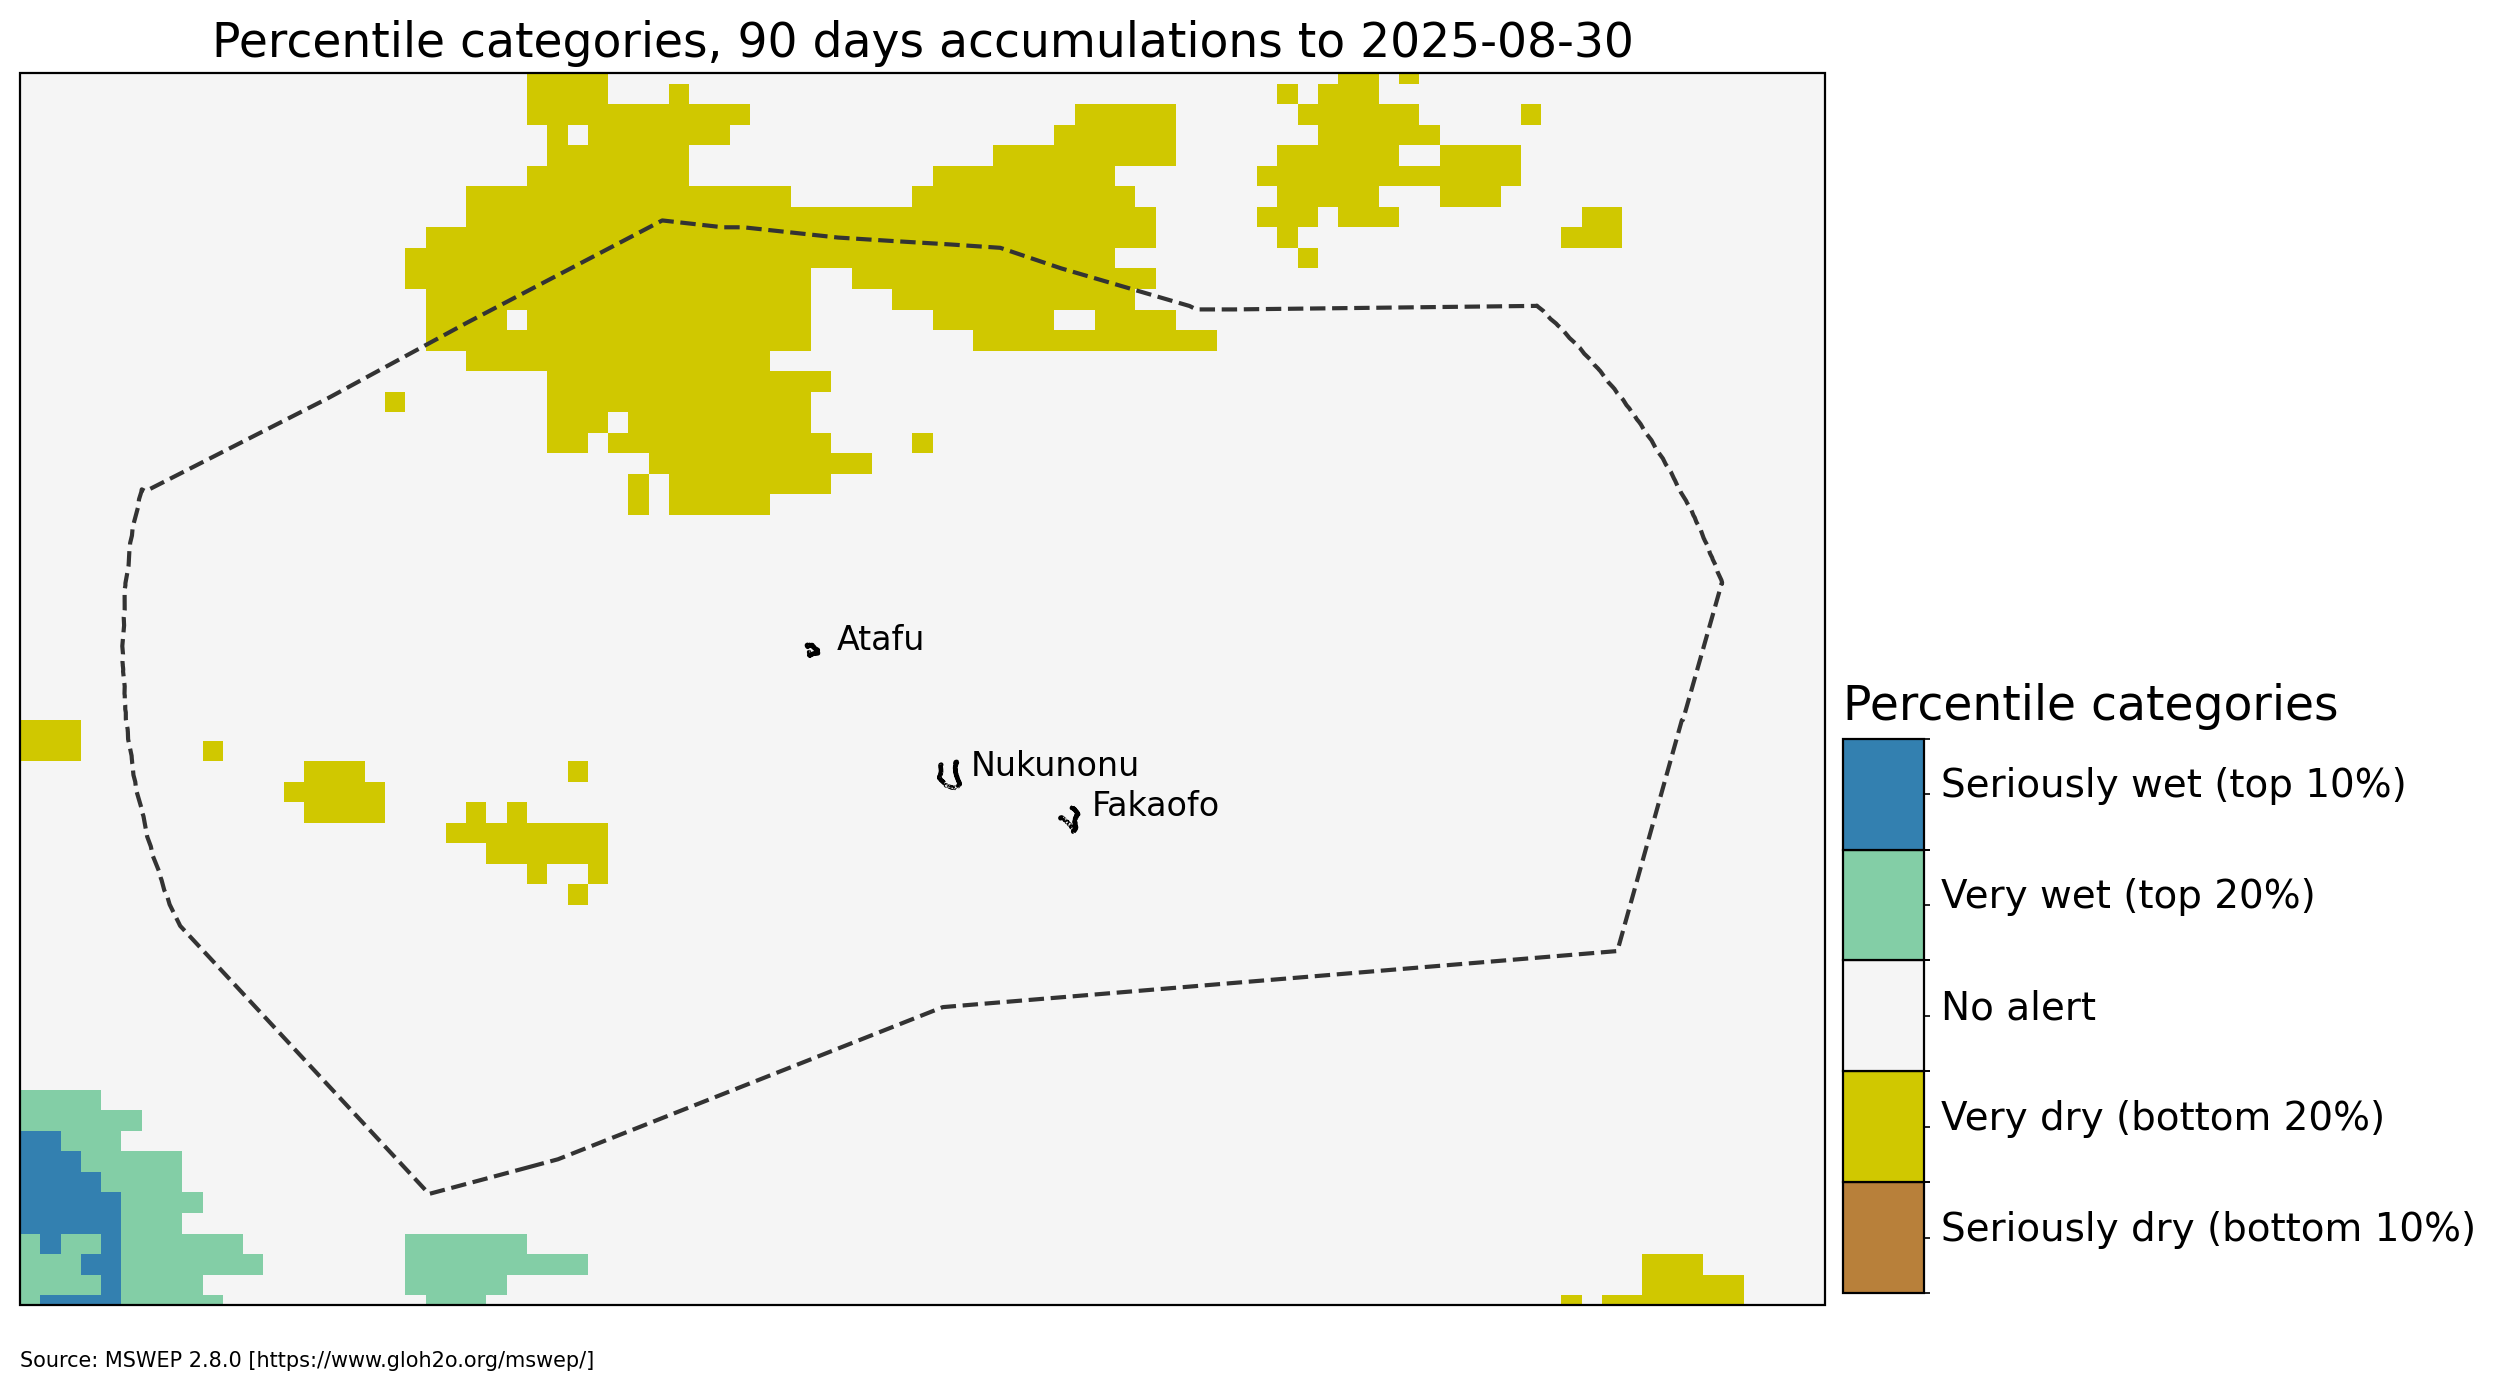 Percentile categories, 90 days accumulations to 2025-08-30
Atafu
Nukunonu
Fakaofo
Percentile categories
Seriously wet (top 10%)
Very wet (top 20%)
No alert
Very dry (bottom 20%)
Seriously dry (bottom 10%)
Source: MSWEP 2.8.0 [https://www.gloh2o.org/mswep/]